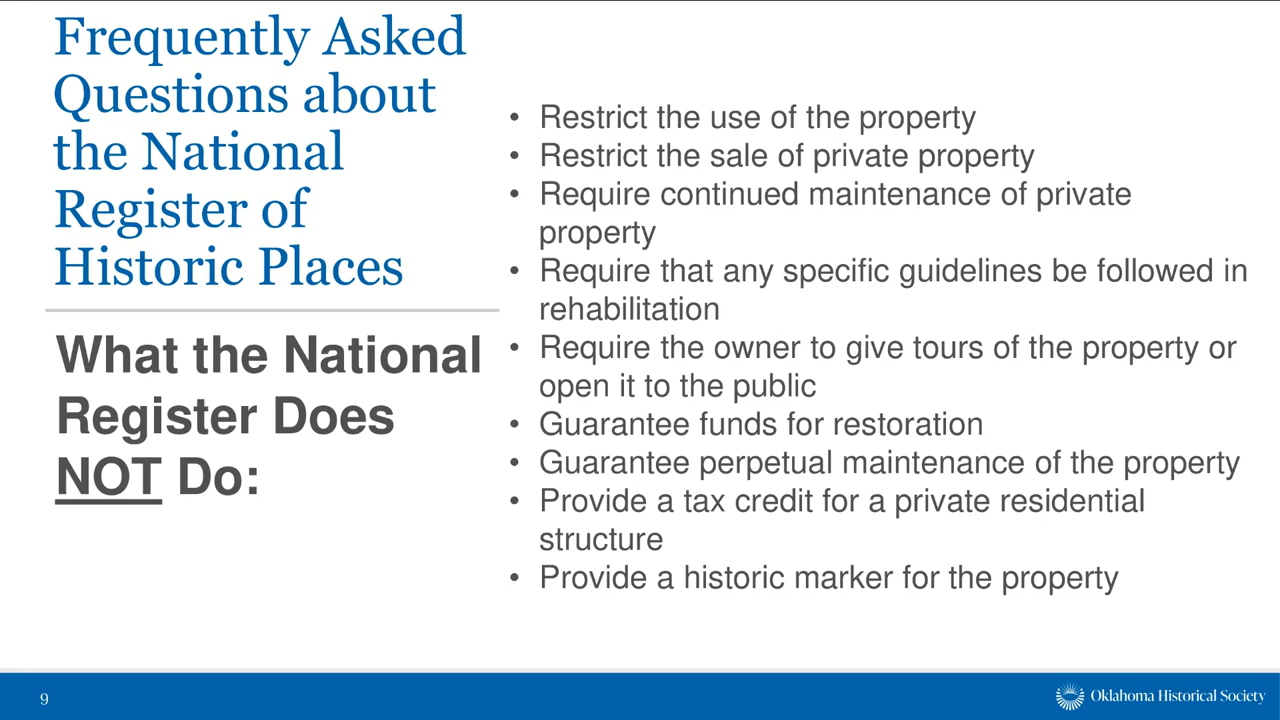 Frequently Asked
Questions about
the National
Register of
Historic Places
What the National
Register Does
NOT Do:
• Restrict the use of the property
• Restrict the sale of private property
• Require continued maintenance of private
property
• Require that any specific guidelines be followed in
rehabilitation
• Require the owner to give tours of the property or
open it to the public
• Guarantee funds for restoration
• Guarantee perpetual maintenance of the property
• Provide a tax credit for a private residential
structure
• Provide a historic marker for the property
9
Oklahoma Historical Society